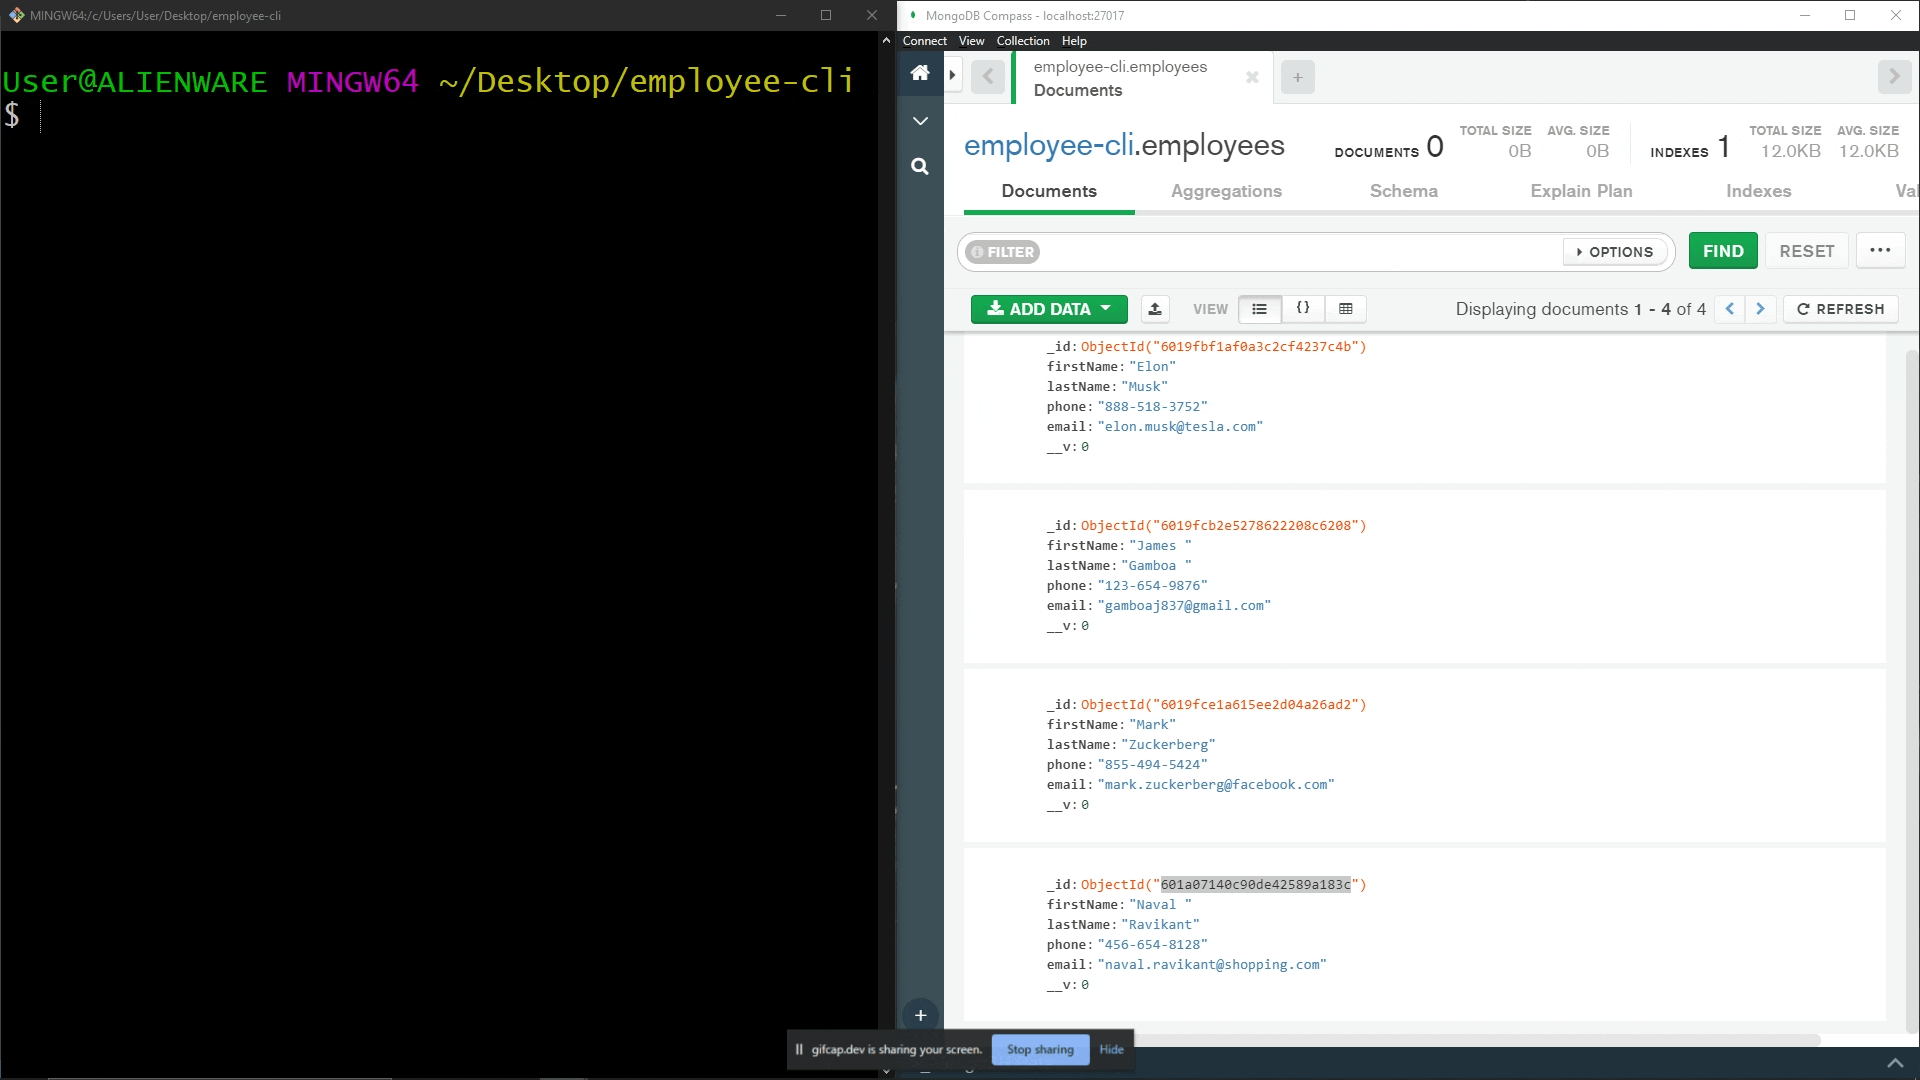 MINGW64:/c/Users/User/Desktop/employee-cli
User@ALIENWARE MINGW64 ~/Desktop/employee-cli
$
MongoDB Compass - localhost:27017
Connect View Collection Help
employee-cli.employees
Documents
employee-cli.employees
DOCUMENTS 0
TOTAL SIZE
0B
AVG. SIZE
0B
INDEXES 1
TOTAL SIZE
12.0KB
AVG. SIZE
12.0KB
Documents Aggregations Schema Explain Plan Indexes Val
FILTER OPTIONS FIND RESET ...
ADD DATA VIEW {} Displaying documents 1 - 4 of 4 REFRESH
_id: ObjectId("6019fbf1af0a3c2cf4237c4b")
firstName: "Elon"
lastName: "Musk"
phone: "888-518-3752"
email: "elon.musk@tesla.com"
__v: 0
_id: ObjectId("6019fcb2e5278622208c6208")
firstName: "James "
lastName: "Gamboa "
phone: "123-654-9876"
email: "gamboaj837@gmail.com"
__v: 0
_id: ObjectId("6019fce1a615ee2d04a26ad2")
firstName: "Mark"
lastName: "Zuckerberg"
phone: "855-494-5424"
email: "mark.zuckerberg@facebook.com"
__v: 0
_id: ObjectId("601a07140c90de42589a183c")
firstName: "Naval "
lastName: "Ravikant"
phone: "456-654-8128"
email: "naval.ravikant@shopping.com"
__v: 0
gifcap.dev is sharing your screen. Stop sharing Hide